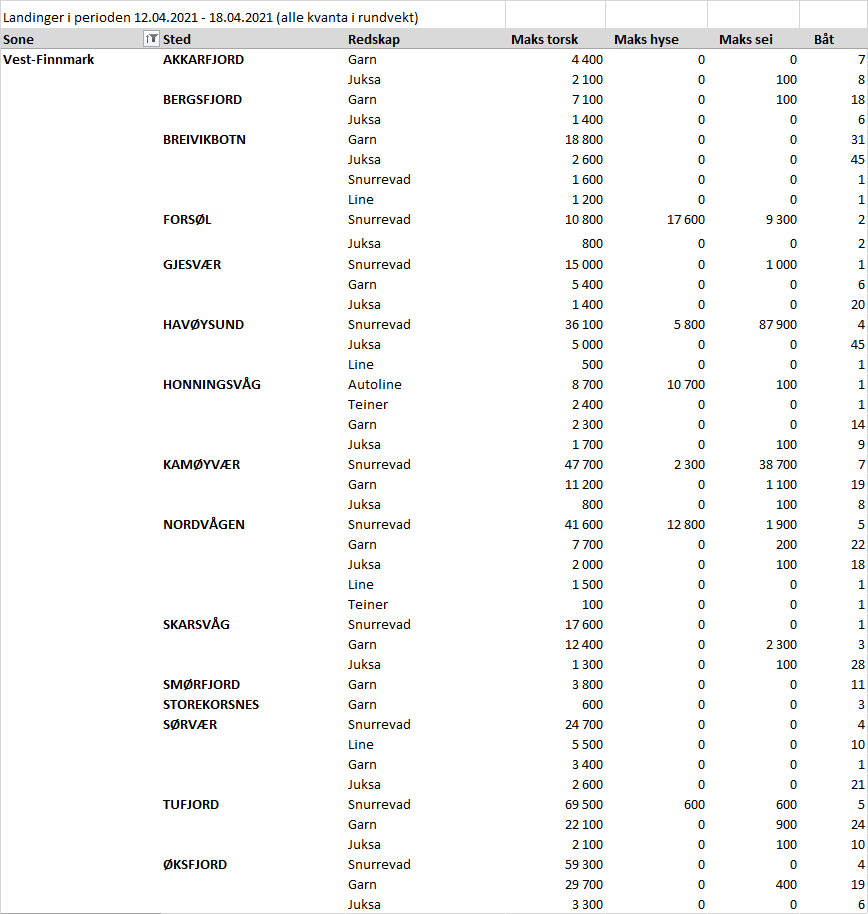 Landinger i perioden 12.04.2021 - 18.04.2021 (alle kvanta i rundvekt)
Sone Sted Redskap Maks torsk Maks hyse Maks sei Båt
Vest-Finnmark AKKARFJORD Garn 4 400 0 0 7
Juksa 2 100 0 100 8
BERGSFJORD Garn 7 100 0 100 18
Juksa 1 400 0 0 6
BREIVIKBOTN Garn 18 800 0 0 31
Juksa 2 600 0 0 45
Snurrevad 1 600 0 0 1
Line 1 200 0 0 1
FORSØL Snurrevad 10 800 17 600 9 300 2
Juksa 800 0 0 2
GJESVÆR Snurrevad 15 000 0 1 000 1
Garn 5 400 0 0 6
Juksa 1 400 0 0 20
HAVØYSUND Snurrevad 36 100 5 800 87 900 4
Juksa 5 000 0 0 45
Line 500 0 0 1
HONNINGSVÅG Autoline 8 700 10 700 100 1
Teiner 2 400 0 0 1
Garn 2 300 0 0 14
Juksa 1 700 0 100 9
KAMØYVÆR Snurrevad 47 700 2 300 38 700 7
Garn 11 200 0 1 100 19
Juksa 800 0 100 8
NORDVÅGEN Snurrevad 41 600 12 800 1 900 5
Garn 7 700 0 200 22
Juksa 2 000 0 100 18
Line 1 500 0 0 1
Teiner 100 0 0 1
SKARSVÅG Snurrevad 17 600 0 0 1
Garn 12 400 0 2 300 3
Juksa 1 300 0 100 28
SMØRFJORD Garn 3 800 0 0 11
STOREKORSNES Garn 600 0 0 3
SØRVÆR Snurrevad 24 700 0 0 4
Line 5 500 0 0 10
Garn 3 400 0 0 1
Juksa 2 600 0 0 21
TUFJORD Snurrevad 69 500 600 600 5
Garn 22 100 0 900 24
Juksa 2 100 0 100 10
ØKSFJORD Snurrevad 59 300 0 0 4
Garn 29 700 0 400 19
Juksa 3 300 0 0 6